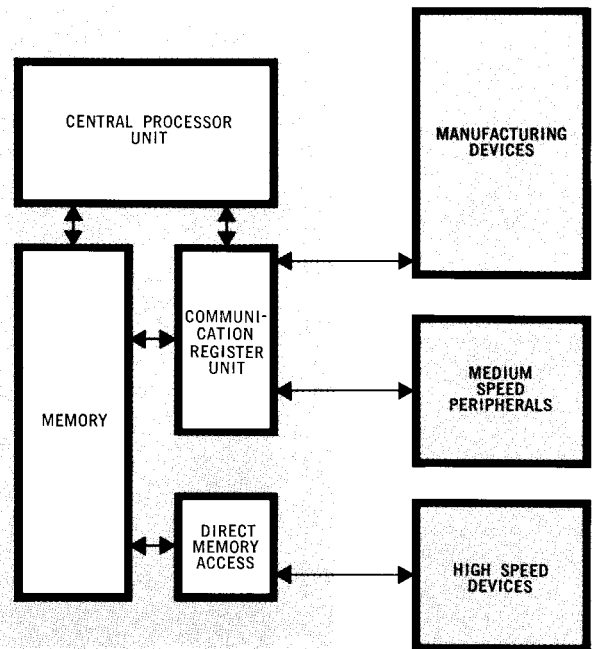 CENTRAL PROCESSOR
UNIT
MANUFACTURING
DEVICES
COMMUNI-
CATION
REGISTER
UNIT
MEMORY
MEDIUM
SPEED
PERIPHERALS
DIRECT
MEMORY
ACCESS
HIGH SPEED
DEVICES